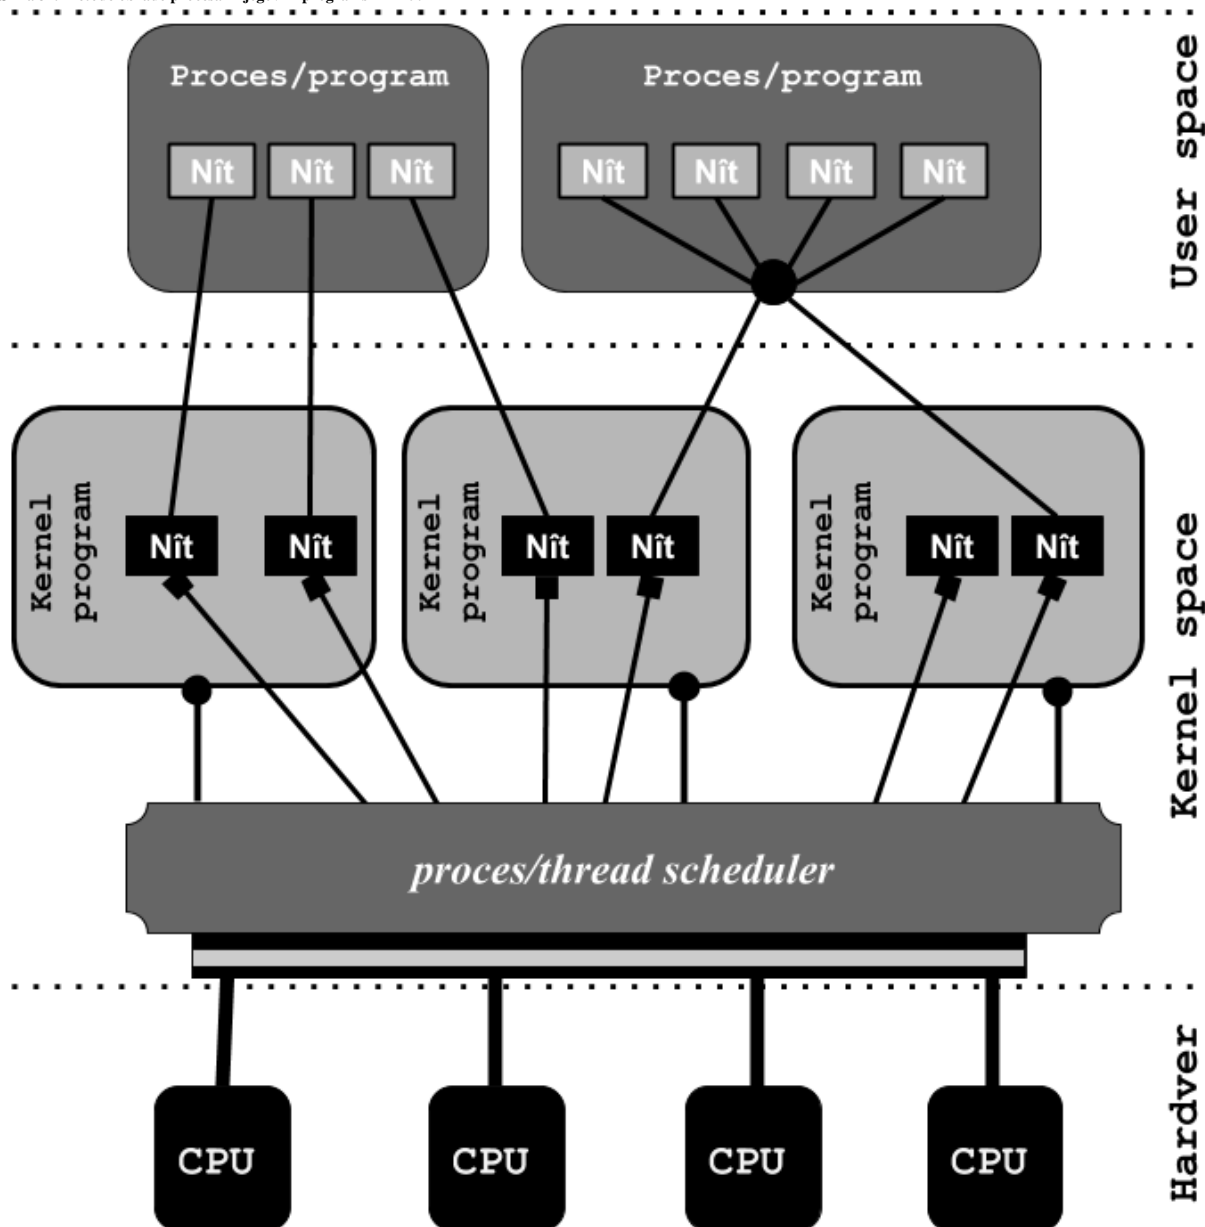 Proces/program
Proces/program
Nît
Nît
Nît
Nît
Nît
Nît
Nît
User space
Kernel
program
Nît
Nît
Kernel
program
Nît
Nît
Kernel
program
Nît
Nît
Kernel space
proces/thread scheduler
CPU
CPU
CPU
CPU
Hardver